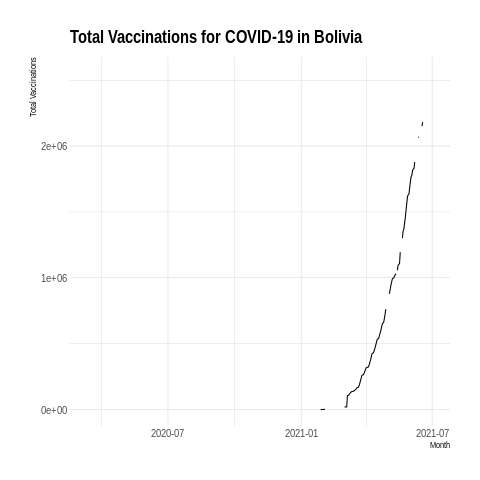 Total Vaccinations for COVID-19 in Bolivia
Total Vaccinations
2e+06
1e+06
0e+00
2020-07 2021-01 2021-07
Month